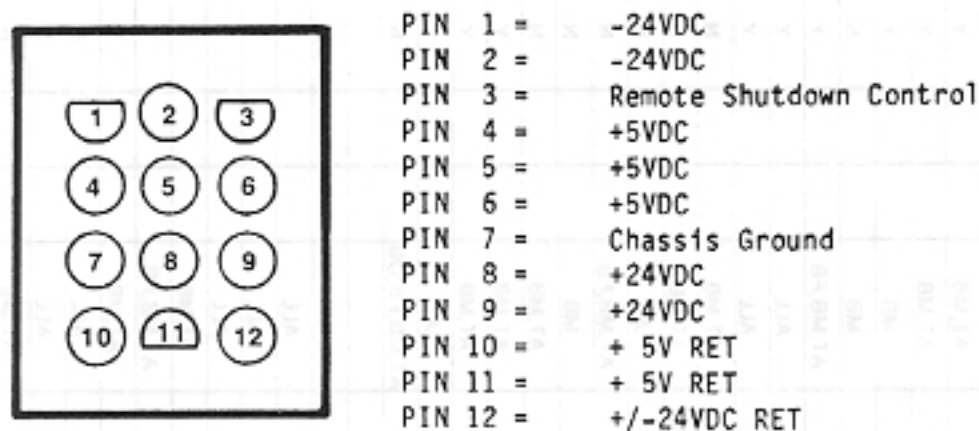 1 2 3
4 5 6
7 8 9
10 11 12
PIN 1 = -24VDC
PIN 2 = -24VDC
PIN 3 = Remote Shutdown Control
PIN 4 = +5VDC
PIN 5 = +5VDC
PIN 6 = +5VDC
PIN 7 = Chassis Ground
PIN 8 = +24VDC
PIN 9 = +24VDC
PIN 10 = + 5V RET
PIN 11 = + 5V RET
PIN 12 = +/-24VDC RET